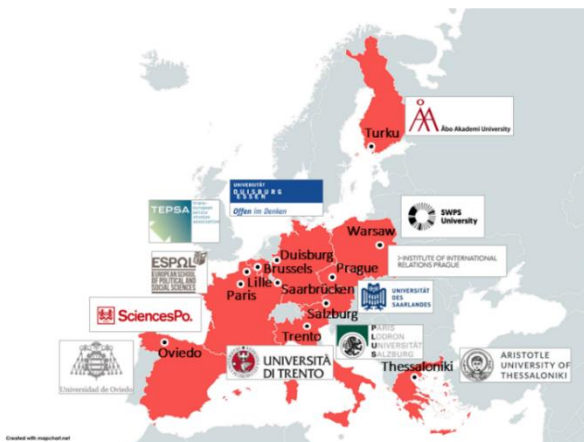 Åbo Akademi University
Turku
UNIVERSITÄT
DUISBURG
ESSEN
Offen im Denken
TEPSA
SWPS
University
Warsaw
I-INSTITUTE OF INTERNATIONAL
RELATIONS PRAGUE
ESPOL
EUROPEAN SCHOOL
OF POLITICAL AND
SOCIAL SCIENCES
Duisburg
Brussels
Prague
Lille
Saarbrücken
Paris
UNIVERSITÄT
DES
SAARLANDES
SciencesPo.
Salzburg
Trento
PARIS
LODRON
UNIVERSITÄT
SALZBURG
PLUS
Oviedo
Universidad de Oviedo
UNIVERSITÀ
DI TRENTO
Thessaloniki
ARISTOTLE
UNIVERSITY OF
THESSALONIKI
Created with mapchart.net